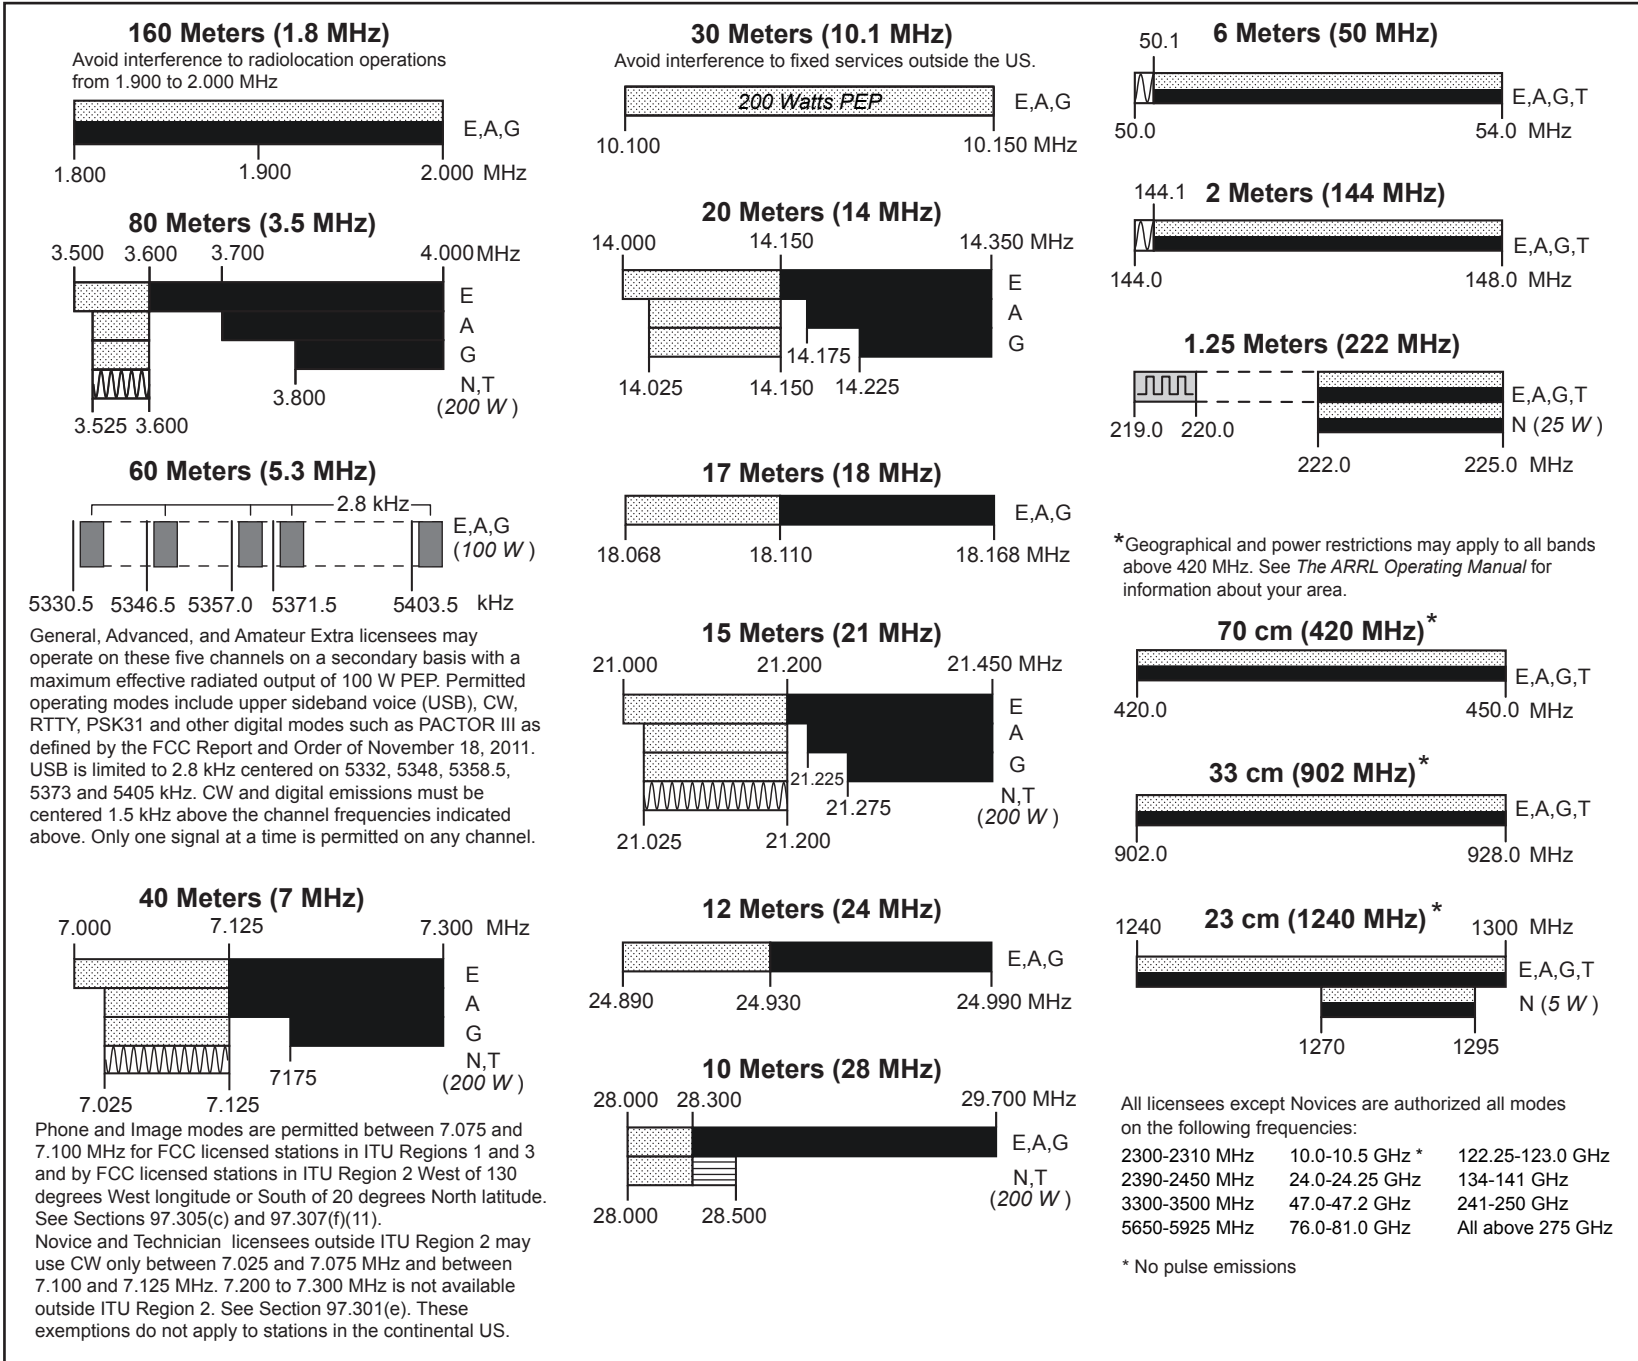 160 Meters (1.8 MHz)
Avoid interference to radiolocation operations
from 1.900 to 2.000 MHz
E,A,G
1.800 1.900 2.000 MHz
80 Meters (3.5 MHz)
3.500 3.600 3.700 4.000 MHz
E
A
G
N,T
(200 W )
3.800
3.525 3.600
60 Meters (5.3 MHz)
2.8 kHz
E,A,G
(100 W )
5330.5 5346.5 5357.0 5371.5 5403.5 kHz
General, Advanced, and Amateur Extra licensees may
operate on these five channels on a secondary basis with a
maximum effective radiated output of 100 W PEP. Permitted
operating modes include upper sideband voice (USB), CW,
RTTY, PSK31 and other digital modes such as PACTOR III as
defined by the FCC Report and Order of November 18, 2011.
USB is limited to 2.8 kHz centered on 5332, 5348, 5358.5,
5373 and 5405 kHz. CW and digital emissions must be
centered 1.5 kHz above the channel frequencies indicated
above. Only one signal at a time is permitted on any channel.
40 Meters (7 MHz)
7.000 7.125 7.300 MHz
E
A
G
N,T
(200 W )
7175
7.025 7.125
Phone and Image modes are permitted between 7.075 and
7.100 MHz for FCC licensed stations in ITU Regions 1 and 3
and by FCC licensed stations in ITU Region 2 West of 130
degrees West longitude or South of 20 degrees North latitude.
See Sections 97.305(c) and 97.307(f)(11).
Novice and Technician licensees outside ITU Region 2 may
use CW only between 7.025 and 7.075 MHz and between
7.100 and 7.125 MHz. 7.200 to 7.300 MHz is not available
outside ITU Region 2. See Section 97.301(e). These
exemptions do not apply to stations in the continental US.
30 Meters (10.1 MHz)
Avoid interference to fixed services outside the US.
200 Watts PEP E,A,G
10.100 10.150 MHz
20 Meters (14 MHz)
14.000 14.150 14.350 MHz
E
A
G
14.175
14.025 14.150 14.225
17 Meters (18 MHz)
E,A,G
18.068 18.110 18.168 MHz
15 Meters (21 MHz)
21.000 21.200 21.450 MHz
E
A
G
21.225
N,T
21.275
(200 W )
21.025 21.200
12 Meters (24 MHz)
E,A,G
24.890 24.930 24.990 MHz
10 Meters (28 MHz)
28.000 28.300 29.700 MHz
E,A,G
N,T
(200 W )
28.000 28.500
6 Meters (50 MHz)
50.1
E,A,G,T
50.0 54.0 MHz
2 Meters (144 MHz)
144.1
E,A,G,T
144.0 148.0 MHz
1.25 Meters (222 MHz)
E,A,G,T
N (25 W )
219.0 220.0
222.0 225.0 MHz
*Geographical and power restrictions may apply to all bands
above 420 MHz. See The ARRL Operating Manual for
information about your area.
70 cm (420 MHz)*
E,A,G,T
420.0 450.0 MHz
33 cm (902 MHz)*
E,A,G,T
902.0 928.0 MHz
23 cm (1240 MHz)*
1240 1300 MHz
E,A,G,T
N (5 W )
1270 1295
All licensees except Novices are authorized all modes
on the following frequencies:
2300-2310 MHz 10.0-10.5 GHz * 122.25-123.0 GHz
2390-2450 MHz 24.0-24.25 GHz 134-141 GHz
3300-3500 MHz 47.0-47.2 GHz 241-250 GHz
5650-5925 MHz 76.0-81.0 GHz All above 275 GHz
* No pulse emissions